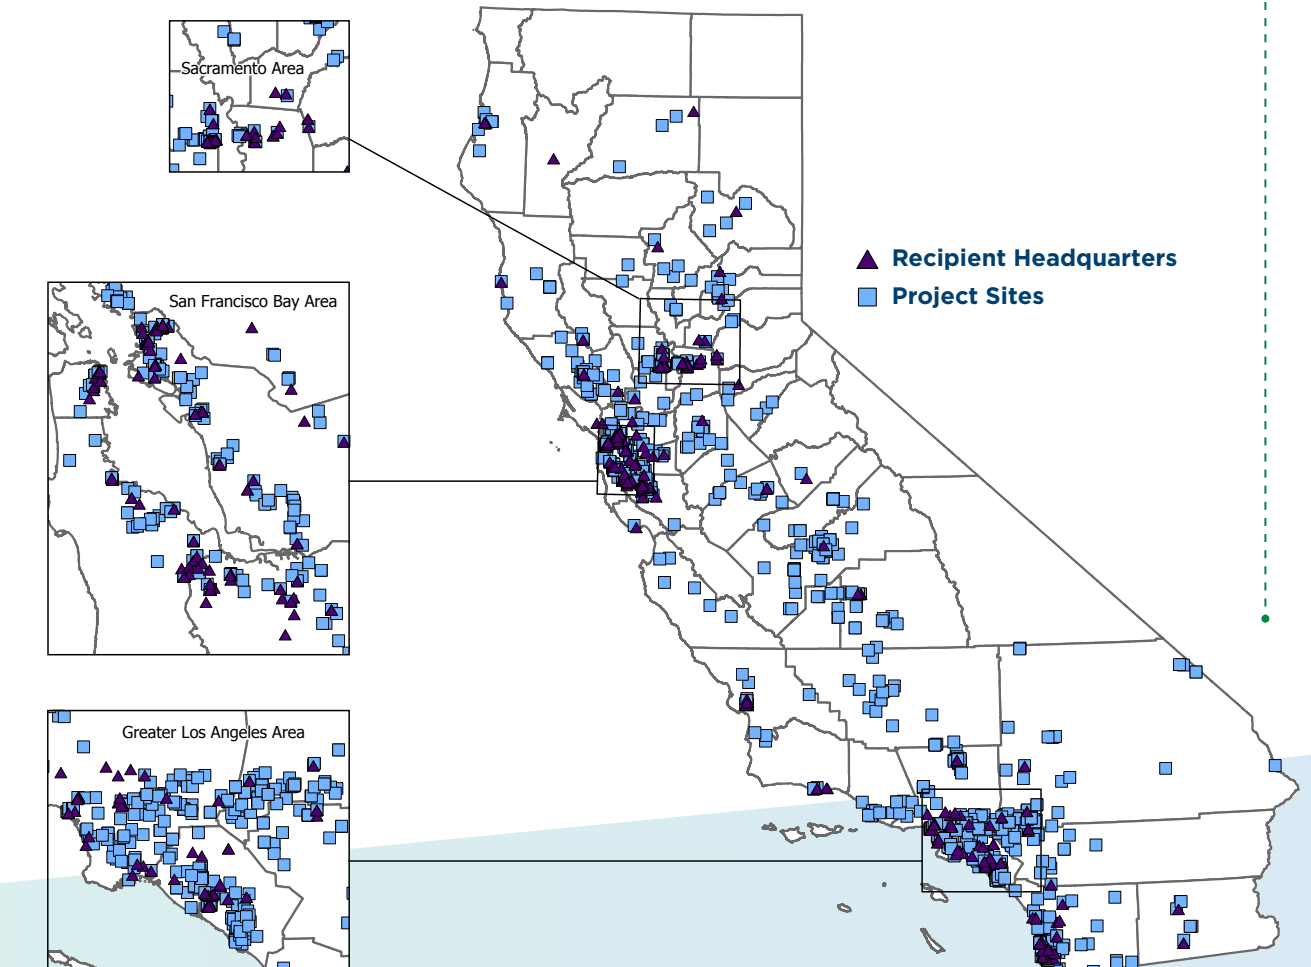 Sacramento Area
Recipient Headquarters
Project Sites
San Francisco Bay Area
Greater Los Angeles Area